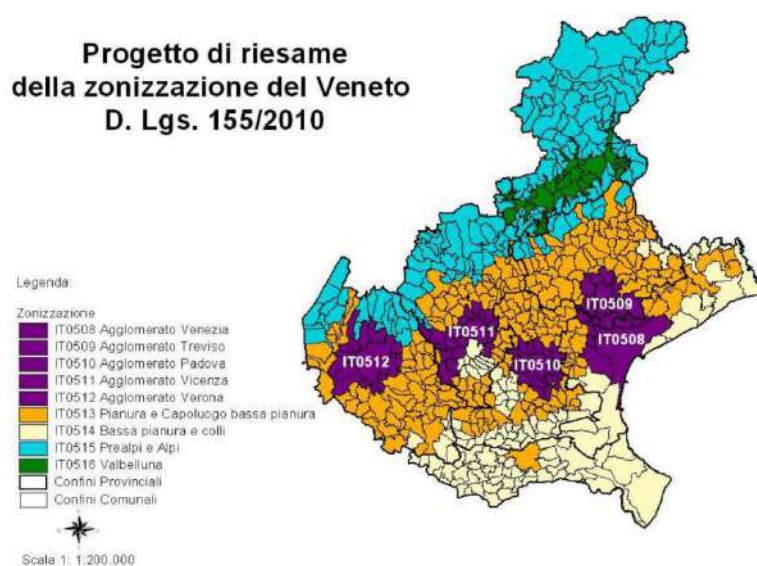 Progetto di riesame
della zonizzazione del Veneto
D. Lgs. 155/2010
Legenda:
Zonizzazione
IT0508 Agglomerato Venezia
IT0509 Agglomerato Treviso
IT0510 Agglomerato Padova
IT0511 Agglomerato Vicenza
IT0512 Agglomerato Verona
IT0513 Pianura e Capoluogo bassa pianura
IT0514 Bassa pianura e colli
IT0515 Prealpi e Alpi
IT0516 Valbelluna
Confini Provinciali
Confini Comunali
Scala 1: 1.200.000
IT0509
IT0511
IT0508
IT0512
IT0510